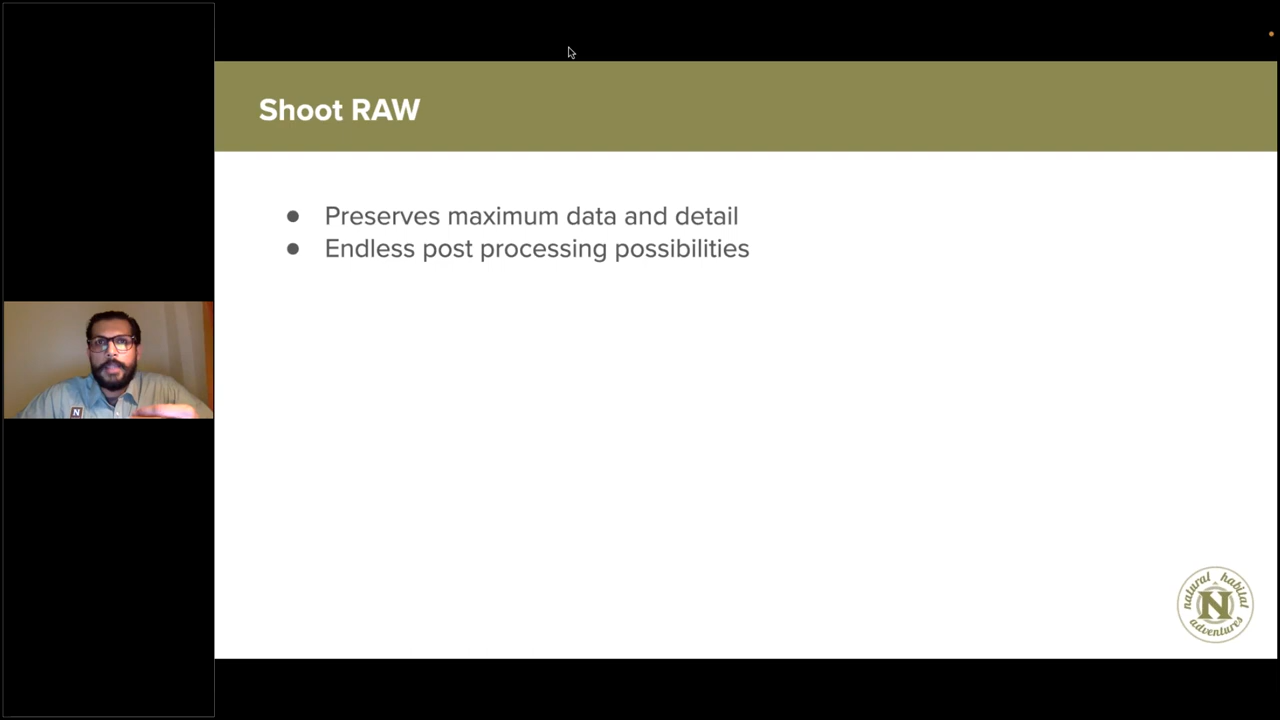 Shoot RAW
● Preserves maximum data and detail
● Endless post processing possibilities
N
natural habitat
N
adventures